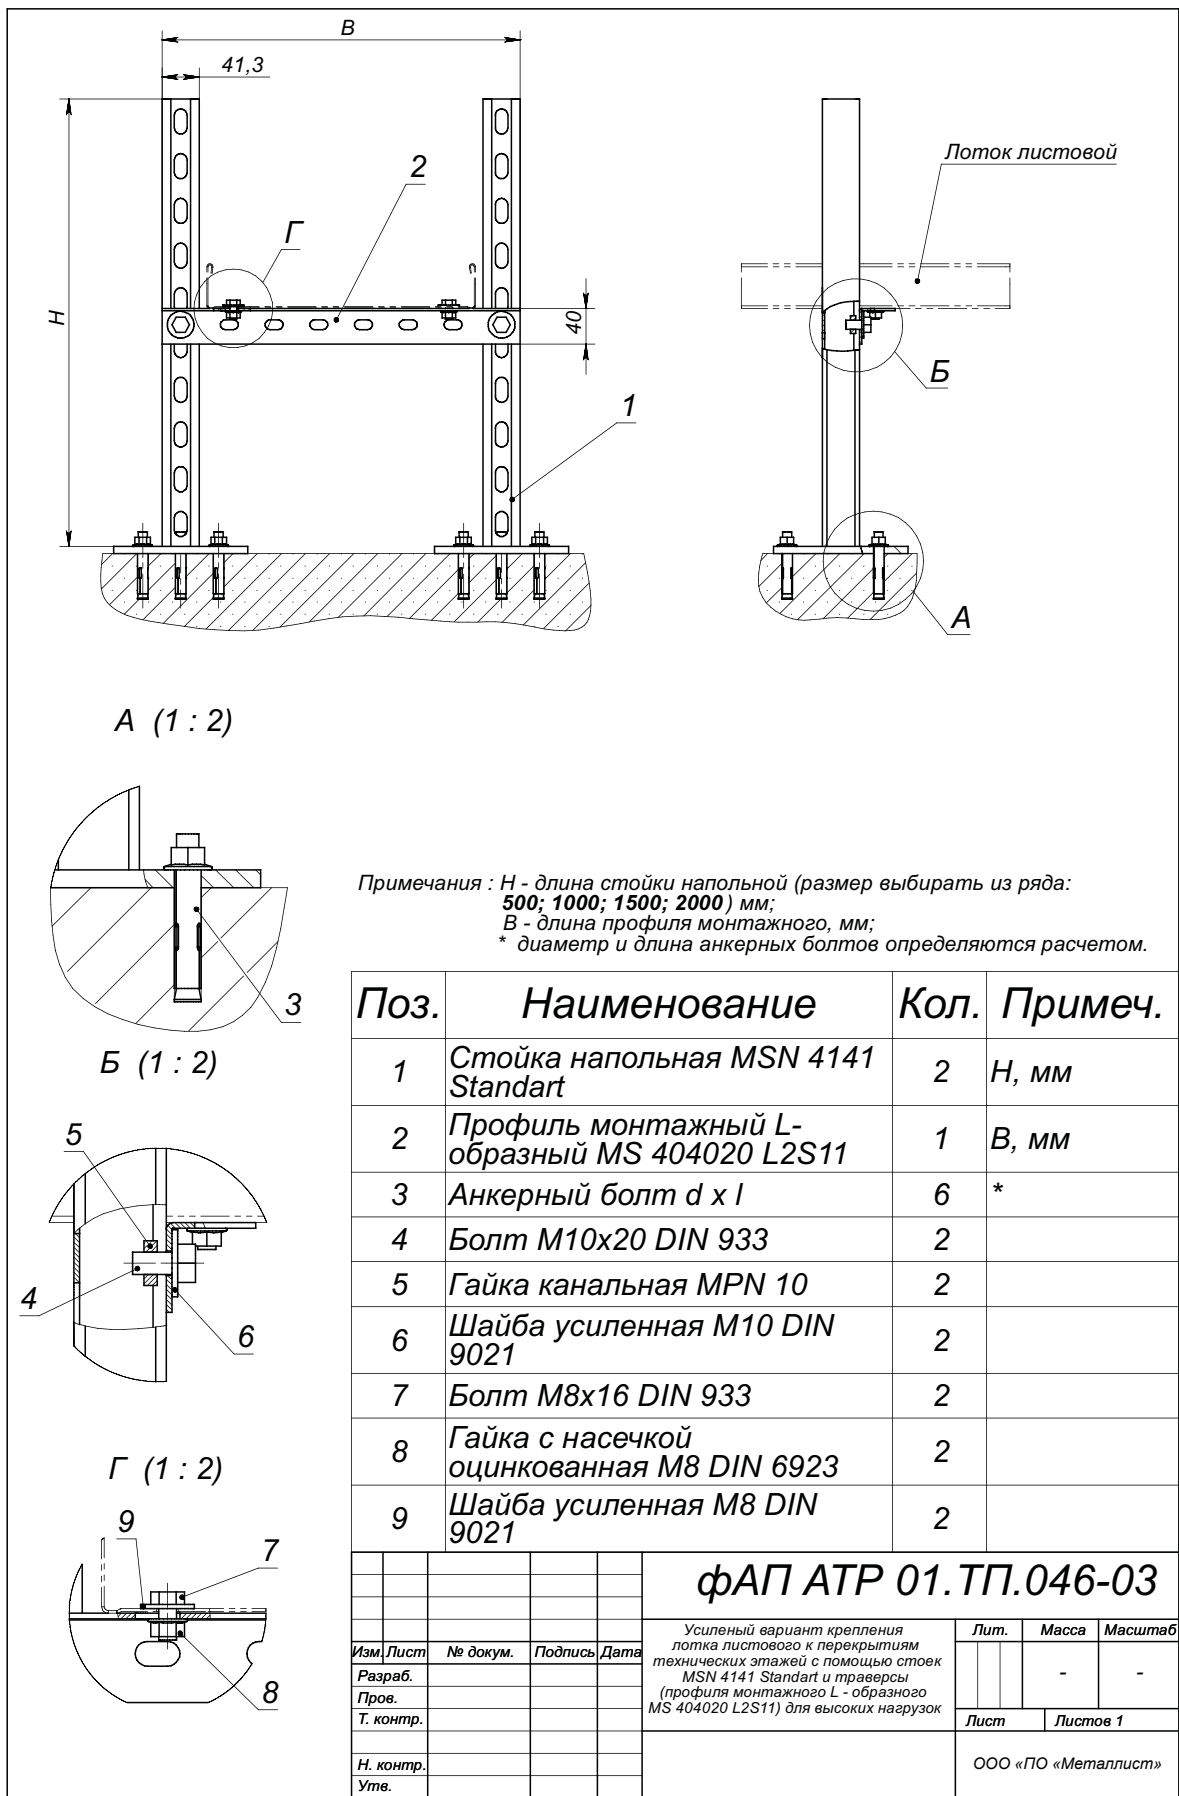 В
41,3
Н
2
Г
40
1
Лоток листовой
Б
А
А (1 : 2)
3
Б (1 : 2)
5
4
6
Г (1 : 2)
9
7
8
Примечания : Н - длина стойки напольной (размер выбирать из ряда:
500; 1000; 1500; 2000) мм;
В - длина профиля монтажного, мм;
* диаметр и длина анкерных болтов определяются расчетом.
Поз. Наименование Кол. Примеч.
1 Стойка напольная MSN 4141 2 Н, мм
Standart
2 Профиль монтажный L- 1 В, мм
образный MS 404020 L2S11
3 Анкерный болт d x l 6 *
4 Болт М10х20 DIN 933 2
5 Гайка канальная MPN 10 2
6 Шайба усиленная М10 DIN 2
9021
7 Болт М8х16 DIN 933 2
8 Гайка с насечкой 2
оцинкованная М8 DIN 6923
9 Шайба усиленная М8 DIN 2
9021
фАП АТР 01.ТП.046-03
Усиленый вариант крепления
лотка листового к перекрытиям
технических этажей с помощью стоек
MSN 4141 Standart и траверсы
(профиля монтажного L - образного
MS 404020 L2S11) для высоких нагрузок
Лит. Масса Масштаб
- -
Лист Листов 1
Изм. Лист № докум. Подпись Дата
Разраб.
Пров.
Т. контр.
Н. контр.
Утв.
ООО «ПО «Металлист»